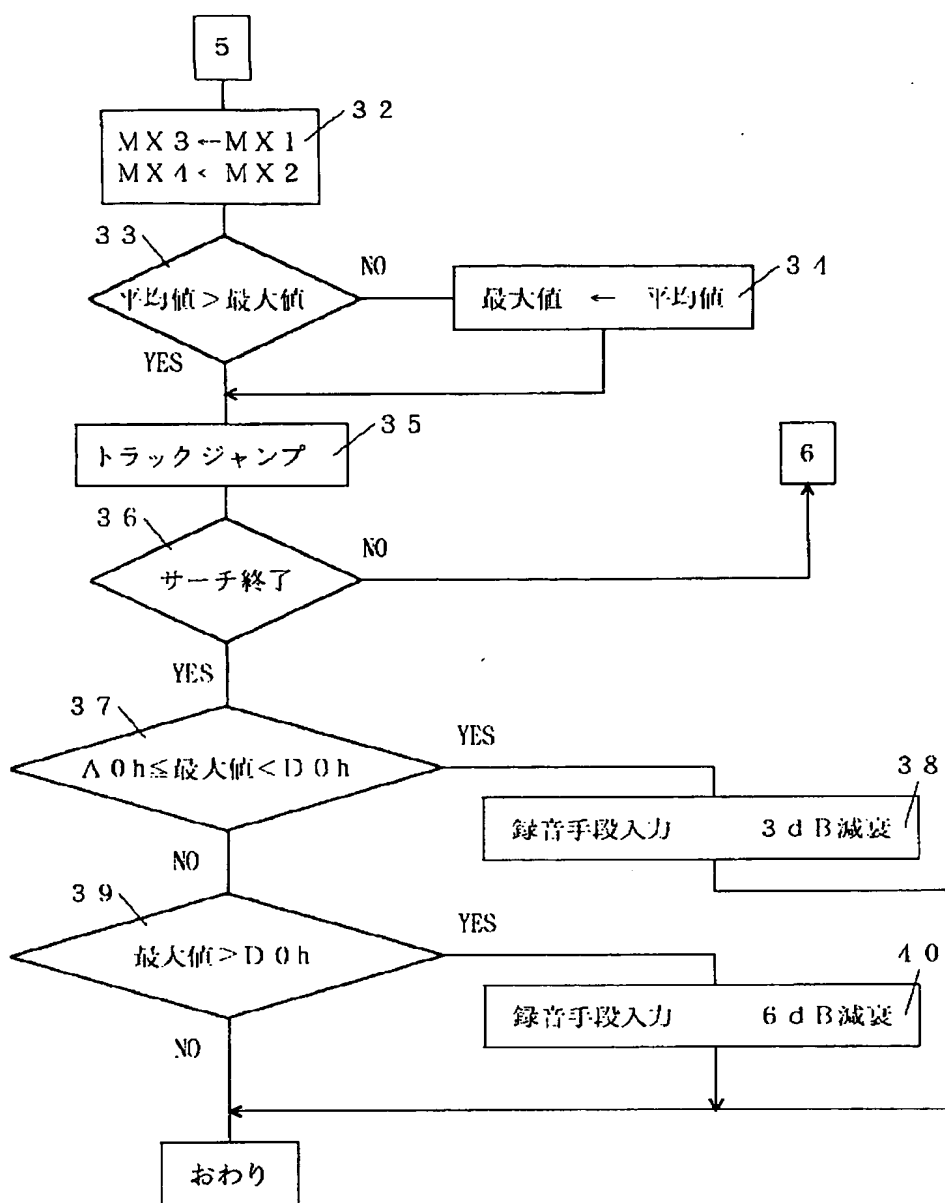 5
32
MX3←MX1
MX4← MX2
33
平均値>最大値
NO
34
最大値 ← 平均値
YES
35
トラックジャンプ
6
36
サーチ終了
NO
YES
37
A0h≦最大値<D0h
YES
38
録音手段入力 3dB減衰
NO
39
最大値>D0h
YES
40
録音手段入力 6dB減衰
NO
おわり